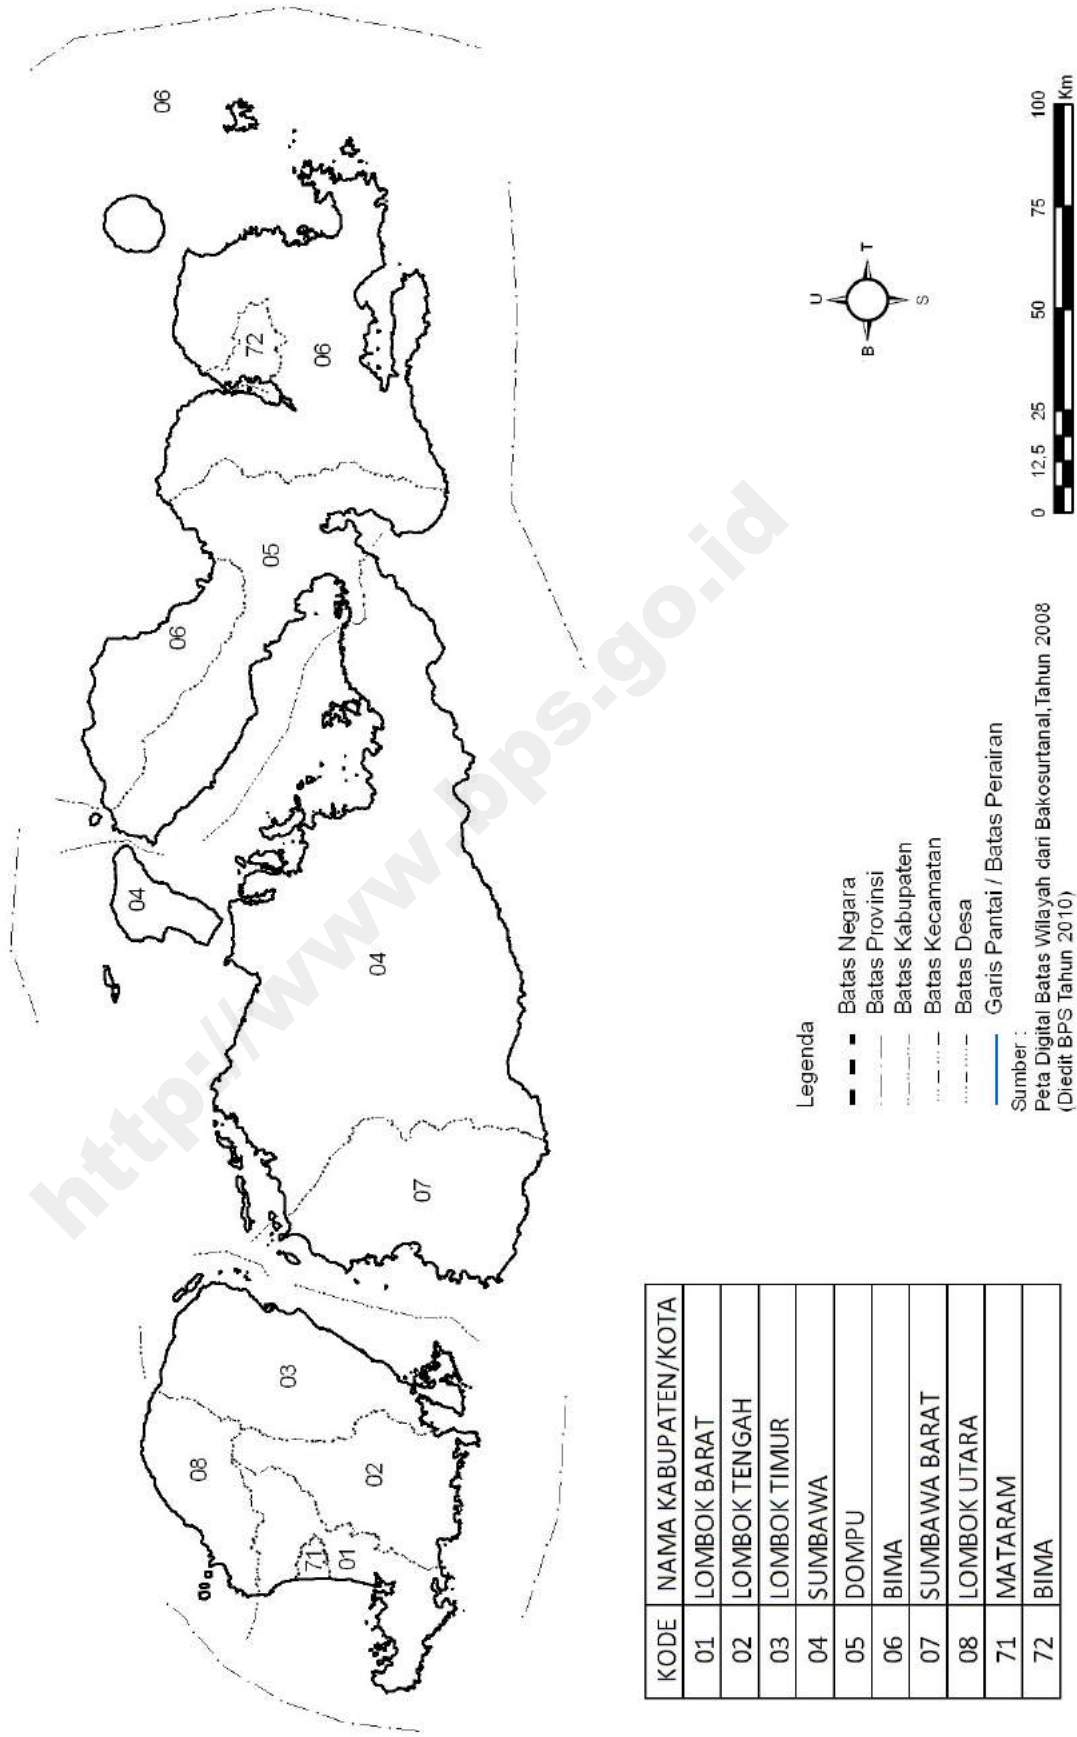 06
06
72
06
05
06
04
04
07
03
08
02
71
01
http://www.bps.go.id
U
B
T
S
0 12.5 25 50 75 100
Km
Legenda
Batas Negara
Batas Provinsi
Batas Kabupaten
Batas Kecamatan
Batas Desa
Garis Pantai / Batas Perairan
Sumber :
Peta Digital Batas Wilayah dari Bakosurtanal,Tahun 2008
(Diedit BPS Tahun 2010)
KODE NAMA KABUPATEN/KOTA
01 LOMBOK BARAT
02 LOMBOK TENGAH
03 LOMBOK TIMUR
04 SUMBAWA
05 DOMPU
06 BIMA
07 SUMBAWA BARAT
08 LOMBOK UTARA
71 MATARAM
72 BIMA